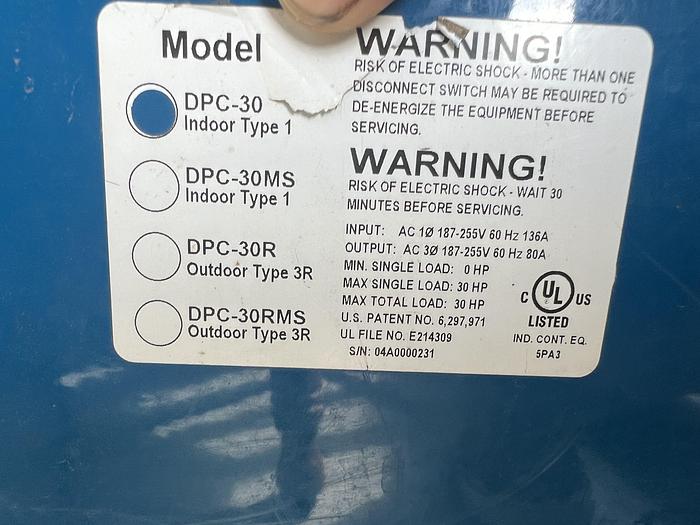 Model
DPC-30
Indoor Type 1
DPC-30MS
Indoor Type 1
DPC-30R
Outdoor Type 3R
DPC-30RMS
Outdoor Type 3R
WARNING!
RISK OF ELECTRIC SHOCK - MORE THAN ONE
DISCONNECT SWITCH MAY BE REQUIRED TO
DE-ENERGIZE THE EQUIPMENT BEFORE
SERVICING.
WARNING!
RISK OF ELECTRIC SHOCK - WAIT 30
MINUTES BEFORE SERVICING.
INPUT: AC 1Ø 187-255V 60 Hz 136A
OUTPUT: AC 3Ø 187-255V 60 Hz 80A
MIN. SINGLE LOAD: 0 HP
MAX SINGLE LOAD: 30 HP
MAX TOTAL LOAD: 30 HP
U.S. PATENT NO. 6,297,971
UL FILE NO. E214309
S/N: 04A0000231
C UL US
LISTED
IND. CONT. EQ.
5PA3